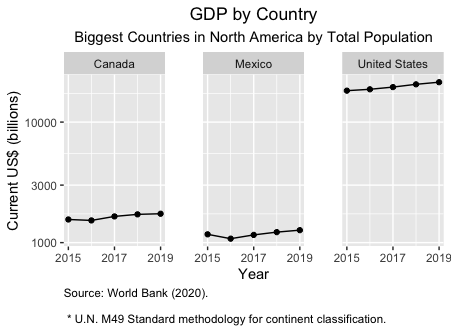 GDP by Country
Biggest Countries in North America by Total Population
Canada Mexico United States
Current US$ (billions)
10000
3000
1000
2015 2017 2019 2015 2017 2019 2015 2017 2019
Year
Source: World Bank (2020).
* U.N. M49 Standard methodology for continent classification.